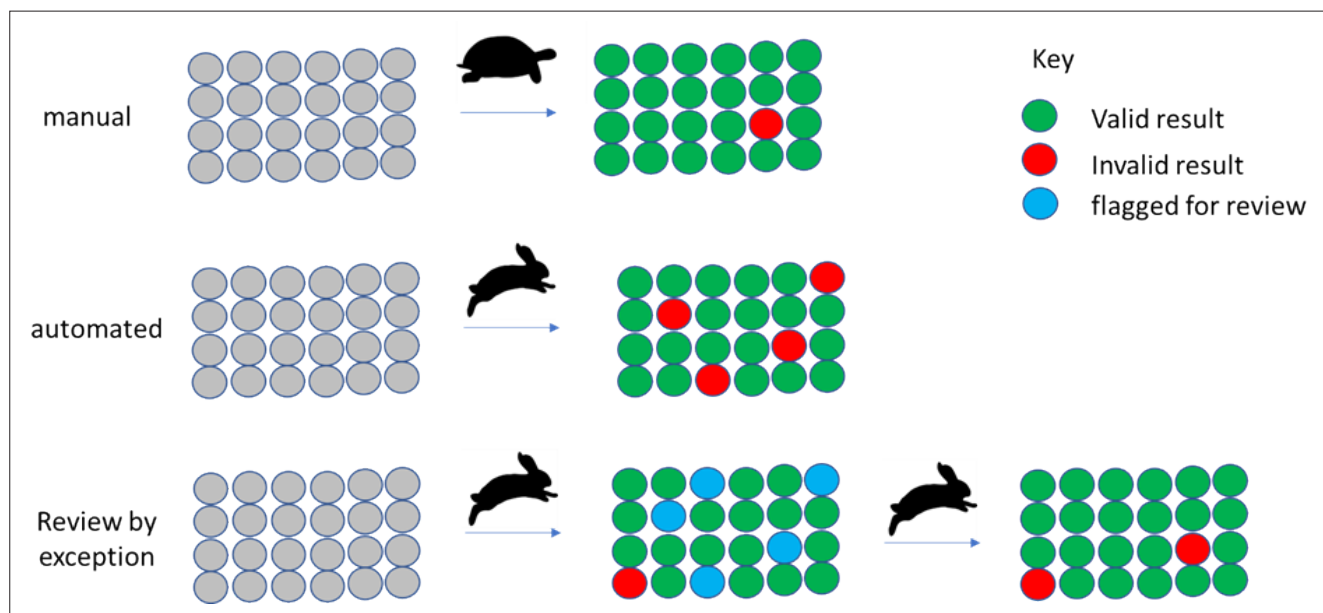 Key
manual
Valid result
Invalid result
flagged for review
automated
Review by
exception